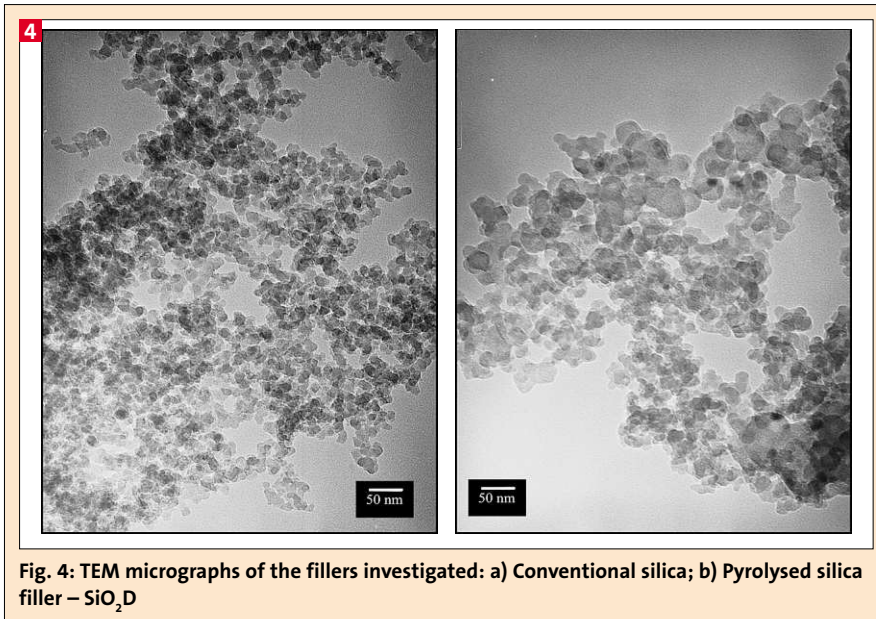 4
50 nm
50 nm
Fig. 4: TEM micrographs of the fillers investigated: a) Conventional silica; b) Pyrolysed silica
filler – SiO₂D